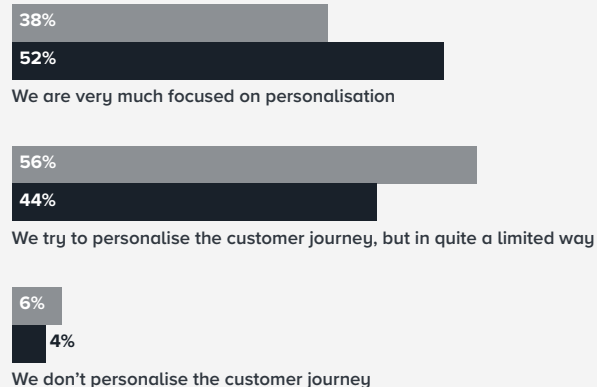 38%
52%
We are very much focused on personalisation
56%
44%
We try to personalise the customer journey, but in quite a limited way
6%
4%
We don’t personalise the customer journey